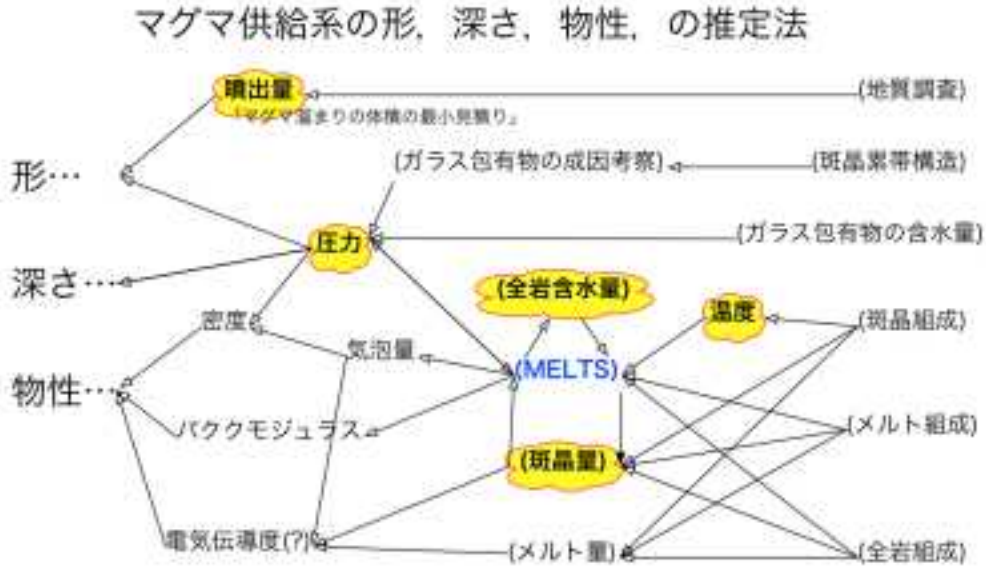 マグマ供給系の形，深さ，物性，の推定法
噴出量
(地質調査)
「マグマ溜まりの体積の最小見積り」
形…
(ガラス包有物の成因考察)
(斑晶累帯構造)
圧力
(ガラス包有物の含水量)
深さ…
(全岩含水量)
温度
密度
(斑晶組成)
気泡量
(MELTS)
物性…
バククモジュラス
(メルト組成)
(斑晶量)
電気伝導度(?)
(メルト量)
(全岩組成)